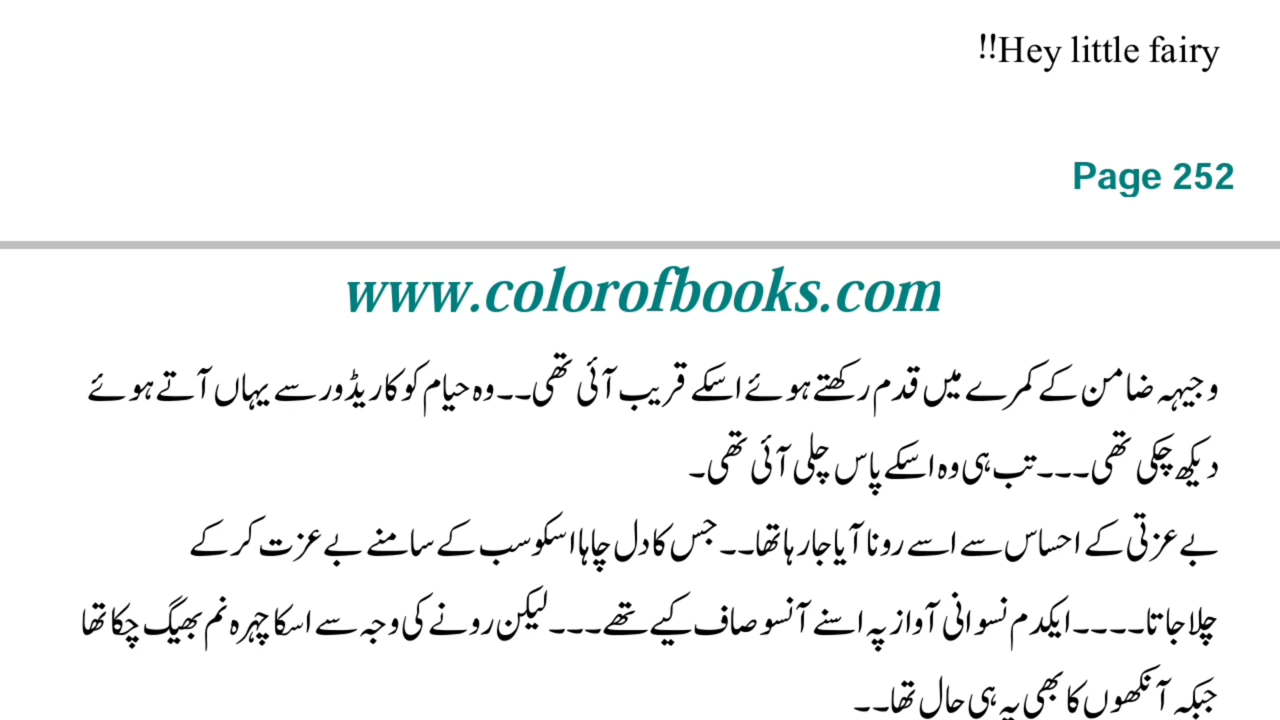 !!Hey little fairy
Page 252
www.colorofbooks.com
وجیہہ ضامن کے کمرے میں قدم رکھتے ہوئے اسکے قریب آئی تھی۔۔وہ حیام کو کاریڈور سے یہاں آتے ہوئے
دیکھ چکی تھی۔۔۔تب ہی وہ اسکے پاس چلی آئی تھی۔
بے عزتی کے احساس سے اسے رونا آیا جا رہا تھا۔۔جس کا دل چاہا اسکو سب کے سامنے بے عزت کر کے
چلا جاتا۔۔۔۔ایکدم نسوانی آواز پہ اسنے آنسو صاف کیے تھے۔۔۔لیکن رونے کی وجہ سے اسکا چہرہ نم بھیگ چکا تھا
جبکہ آنکھوں کا بھی یہ ہی حال تھا۔۔